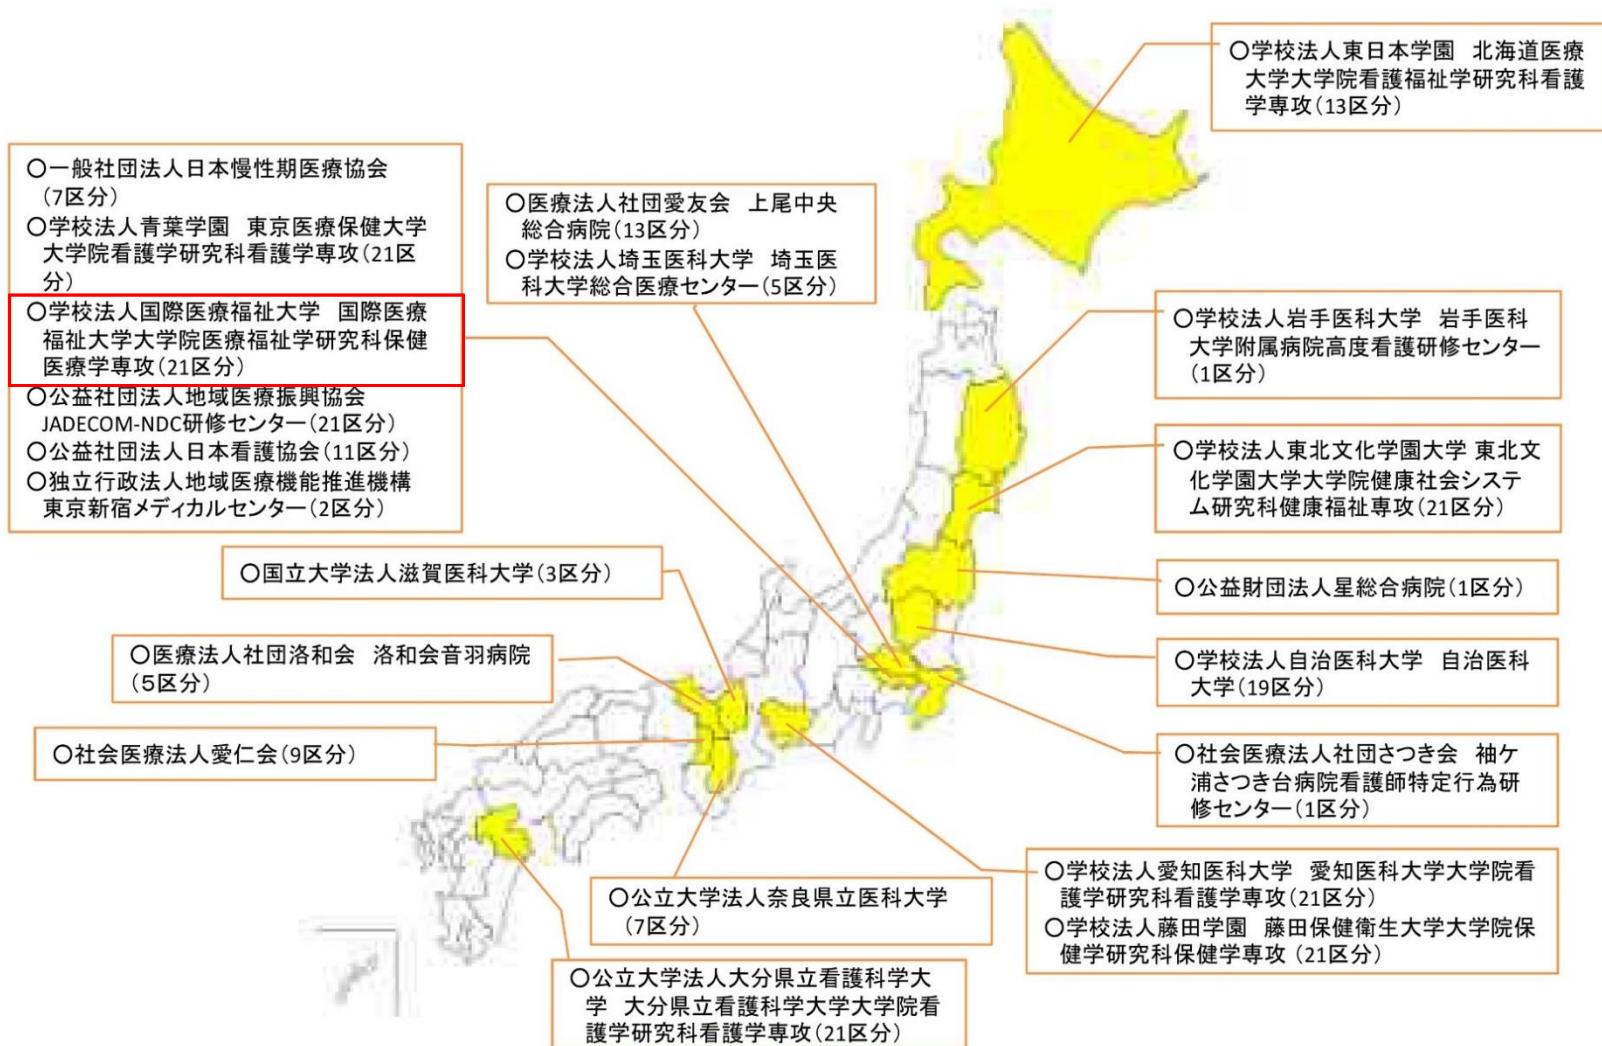 〇学校法人東日本学園 北海道医療
大学大学院看護福祉学研究科看護
学専攻(13区分)
〇一般社団法人日本慢性期医療協会
(7区分)
〇学校法人青葉学園 東京医療保健大学
大学院看護学研究科看護学専攻(21区
分)
〇学校法人国際医療福祉大学 国際医療
福祉大学大学院医療福祉学研究科保健
医療学専攻(21区分)
〇公益社団法人地域医療振興協会
JADECOM-NDC研修センター(21区分)
〇公益社団法人日本看護協会(11区分)
〇独立行政法人地域医療機能推進機構
東京新宿メディカルセンター(2区分)
〇医療法人社団愛友会 上尾中央
総合病院(13区分)
〇学校法人埼玉医科大学 埼玉医
科大学総合医療センター(5区分)
〇学校法人岩手医科大学 岩手医科
大学附属病院高度看護研修センター
(1区分)
〇学校法人東北文化学園大学 東北文
化学園大学大学院健康社会システ
ム研究科健康福祉専攻(21区分)
〇国立大学法人滋賀医科大学(3区分)
〇公益財団法人星総合病院(1区分)
〇医療法人社団洛和会 洛和会音羽病院
(5区分)
〇学校法人自治医科大学 自治医科
大学(19区分)
〇社会医療法人愛仁会(9区分)
〇社会医療法人社団さつき会 袖ケ
浦さつき台病院看護師特定行為研
修センター(1区分)
〇公立大学法人奈良県立医科大学
(7区分)
〇学校法人愛知医科大学 愛知医科大学大学院看
護学研究科看護学専攻(21区分)
〇学校法人藤田学園 藤田保健衛生大学大学院保
健学研究科保健学専攻(21区分)
〇公立大学法人大分県立看護科学大
学 大分県立看護科学大学大学院看
護学研究科看護学専攻(21区分)